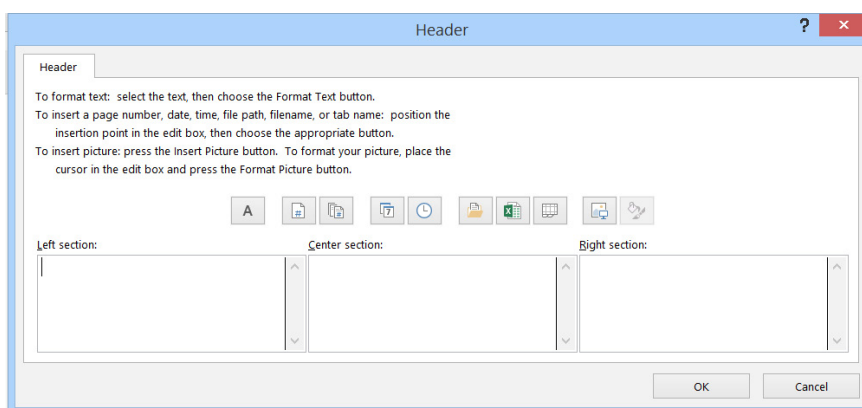 Header
?
Header
To format text: select the text, then choose the Format Text button.
To insert a page number, date, time, file path, filename, or tab name: position the
insertion point in the edit box, then choose the appropriate button.
To insert picture: press the Insert Picture button. To format your picture, place the
cursor in the edit box and press the Format Picture button.
A
Left section:
Center section:
Right section:
OK
Cancel